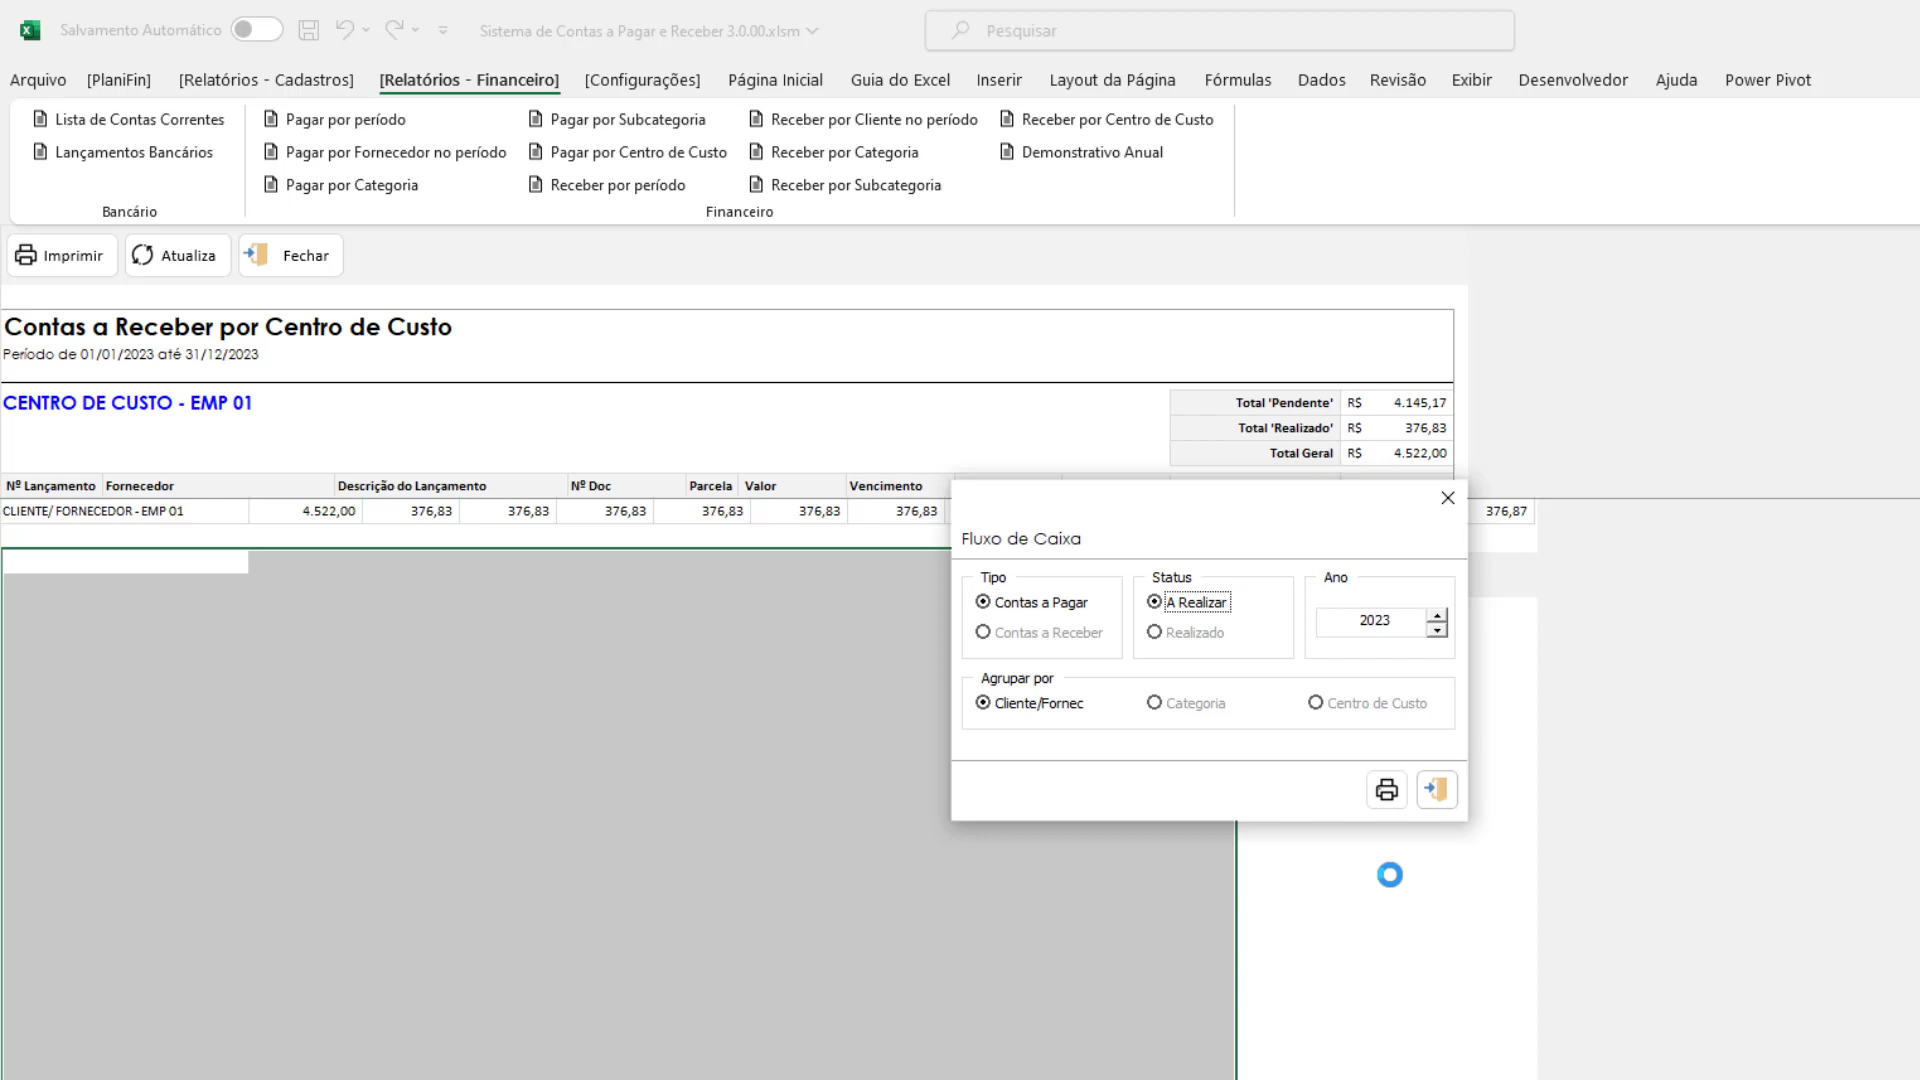 Salvamento Automático
Sistema de Contas a Pagar e Receber 3.0.00.xlsm
Pesquisar
Arquivo [PlaniFin] [Relatórios - Cadastros] [Relatórios - Financeiro] [Configurações] Página Inicial Guia do Excel Inserir Layout da Página Fórmulas Dados Revisão Exibir Desenvolvedor Ajuda Power Pivot
Lista de Contas Correntes Pagar por período Pagar por Subcategoria Receber por Cliente no período Receber por Centro de Custo
Lançamentos Bancários Pagar por Fornecedor no período Pagar por Centro de Custo Receber por Categoria Demonstrativo Anual
Pagar por Categoria Receber por período Receber por Subcategoria
Bancário Financeiro
Imprimir Atualiza Fechar
Contas a Receber por Centro de Custo
Período de 01/01/2023 até 31/12/2023
CENTRO DE CUSTO - EMP 01
Total 'Pendente' R$ 4.145,17
Total 'Realizado' R$ 376,83
Total Geral R$ 4.522,00
Nº Lançamento Fornecedor Descrição do Lançamento Nº Doc Parcela Valor Vencimento
CLIENTE/ FORNECEDOR - EMP 01 4.522,00 376,83 376,83 376,83 376,83 376,83 376,83 376,87
Fluxo de Caixa
Tipo Status Ano
Contas a Pagar A Realizar 2023
Contas a Receber Realizado
Agrupar por
Cliente/Fornec Categoria Centro de Custo